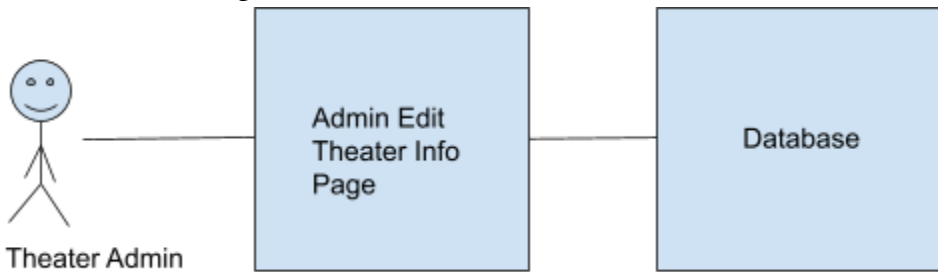 Admin Edit
Theater Info
Page
Database
Theater Admin